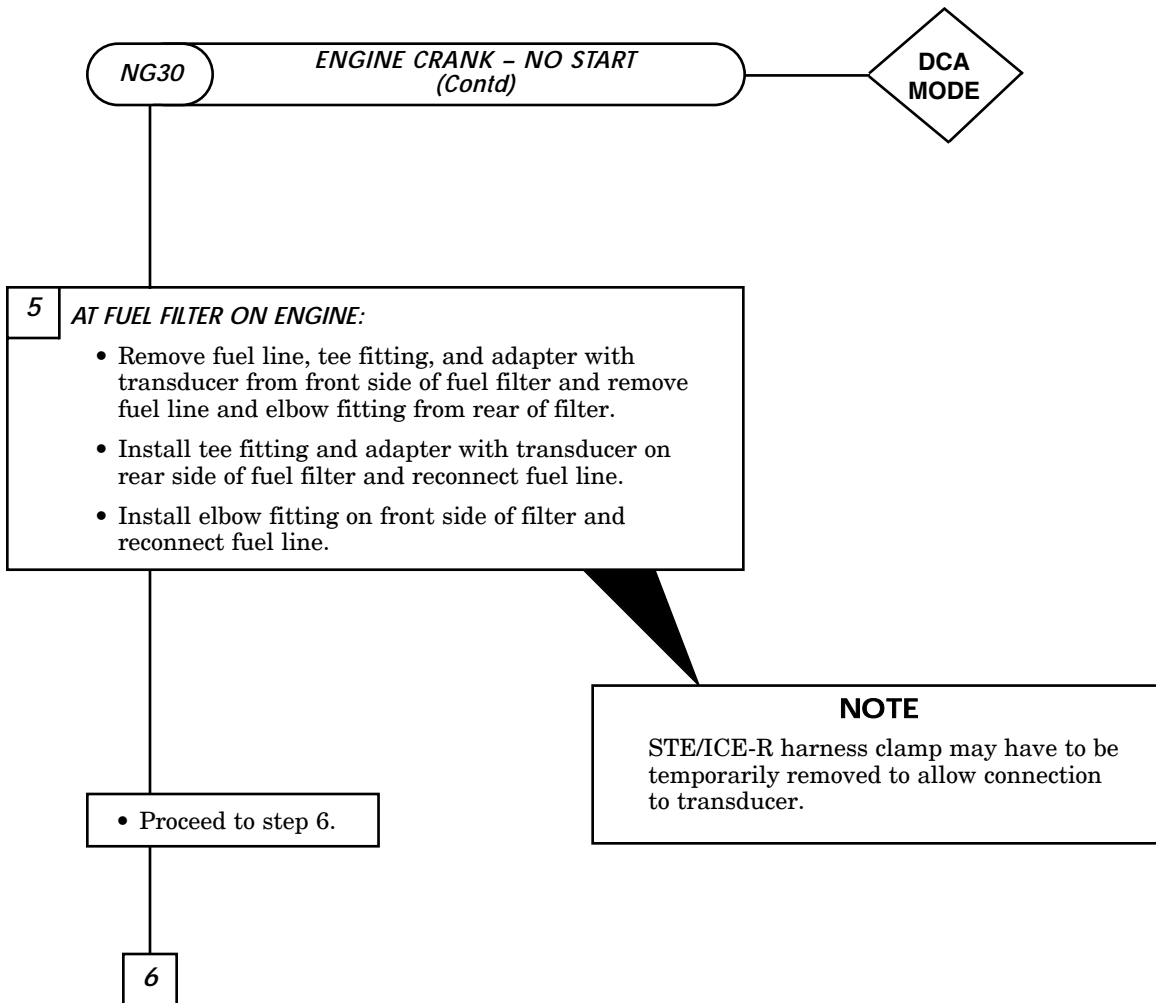 NG30
ENGINE CRANK – NO START
(Contd)
DCA
MODE
5
AT FUEL FILTER ON ENGINE:
• Remove fuel line, tee fitting, and adapter with
transducer from front side of fuel filter and remove
fuel line and elbow fitting from rear of filter.
• Install tee fitting and adapter with transducer on
rear side of fuel filter and reconnect fuel line.
• Install elbow fitting on front side of filter and
reconnect fuel line.
NOTE
STE/ICE-R harness clamp may have to be
temporarily removed to allow connection
to transducer.
• Proceed to step 6.
6